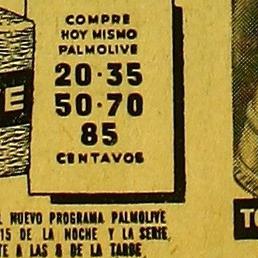 COMPRE
HOY MISMO
PALMOLIVE
20·35
50·70
85
CENTAVOS
E
NUEVO PROGRAMA PALMOLIVE
15 DE LA NOCHE Y LA SERIE,
A LAS 8 DE LA TARDE.
TO